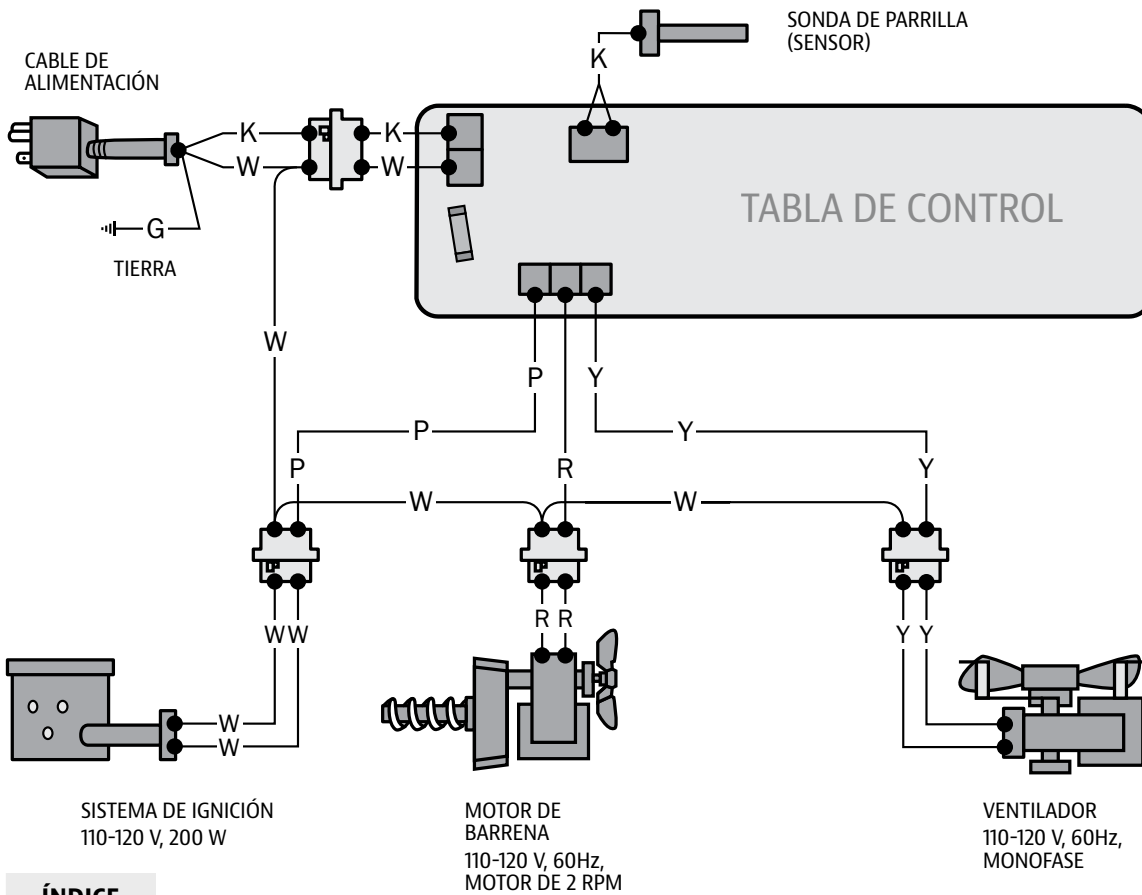 SONDA DE PARRILLA
(SENSOR)
CABLE DE
ALIMENTACIÓN
K
K
K
W
W
TABLA DE CONTROL
G
TIERRA
W
P
Y
P
Y
P
R
Y
W
W
W W
R R
Y Y
W
W
SISTEMA DE IGNICIÓN
110-120 V, 200 W
MOTOR DE
BARRENA
110-120 V, 60Hz,
MOTOR DE 2 RPM
VENTILADOR
110-120 V, 60Hz,
MONOFASE
ÍNDICE